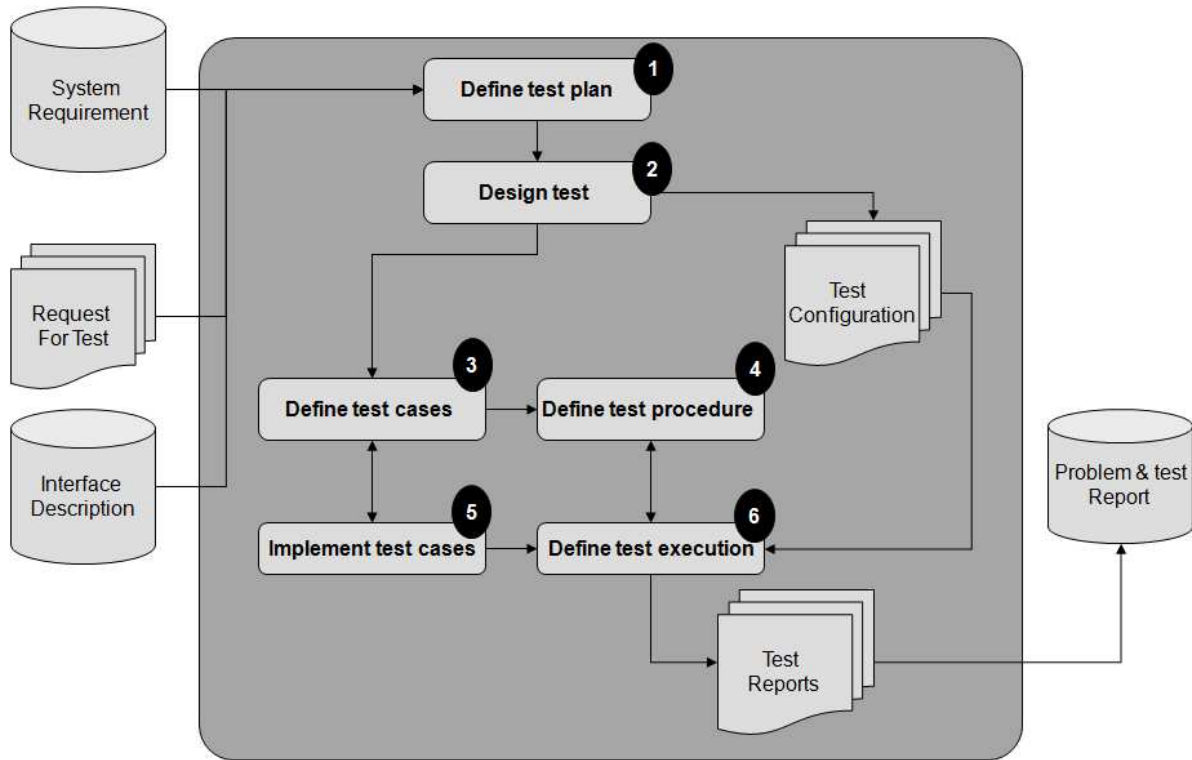 System
Requirement
1
Define test plan
2
Design test
Request
For Test
Test
Configuration
3
Define test cases
4
Define test procedure
Interface
Description
Problem & test
Report
5
Implement test cases
6
Define test execution
Test
Reports